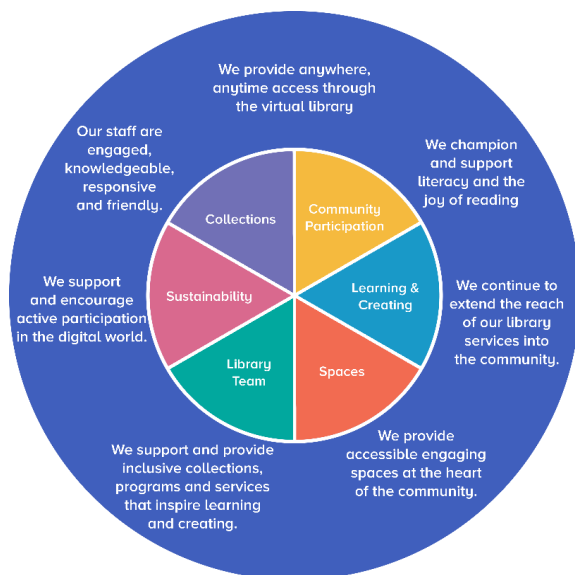 We provide anywhere,
anytime access through
the virtual library
Our staff are
engaged,
knowledgeable,
responsive
and friendly.
We champion
and support
literacy and the
joy of reading
Collections
Community
Participation
We support
and encourage
active participation
in the digital world.
Sustainability
Learning &
Creating
We continue to
extend the reach
of our library
services into
the community.
Library
Team
Spaces
We support and provide
inclusive collections,
programs and services
that inspire learning
and creating.
We provide
accessible engaging
spaces at the heart
of the community.